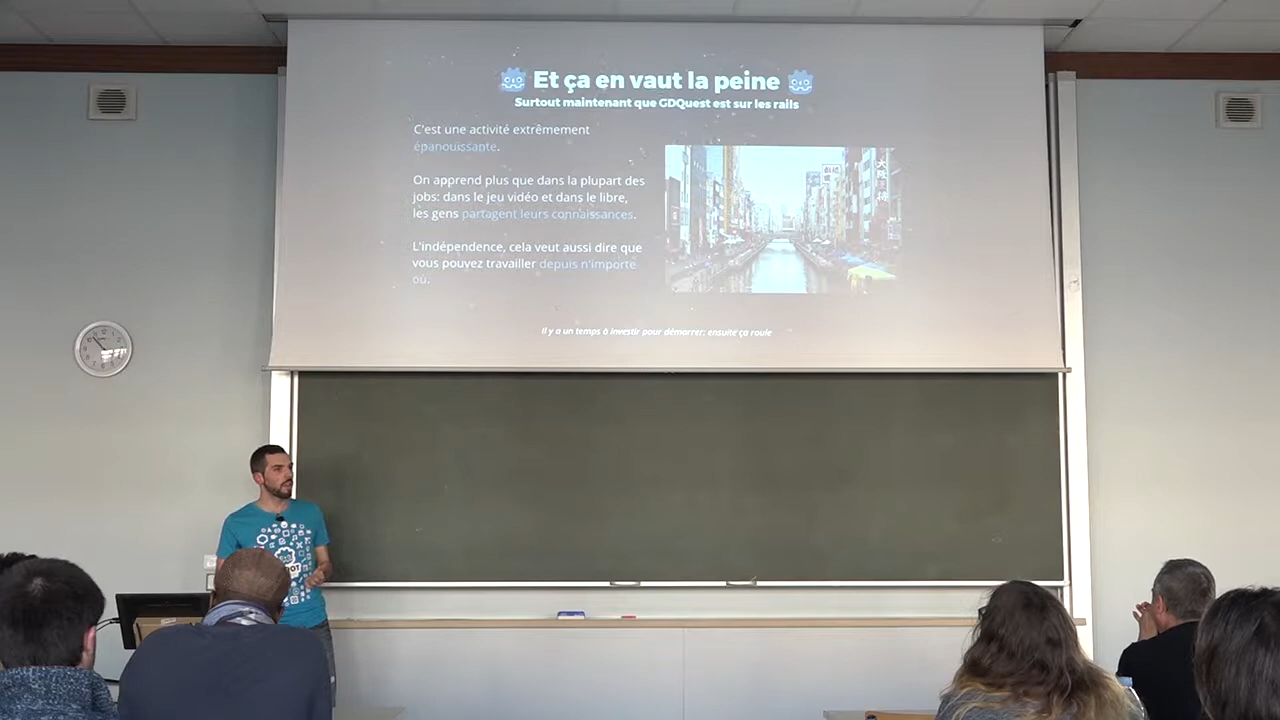 Et ça en vaut la peine
Surtout maintenant que GDQuest est sur les rails
C'est une activité extrêmement
épanouissante.
On apprend plus que dans la plupart des
jobs: dans le jeu vidéo et dans le libre,
les gens partagent leurs connaissances.
L'indépendence, cela veut aussi dire que
vous pouvez travailler depuis n'importe
où.
Il y a un temps à investir pour démarrer; ensuite ça roule